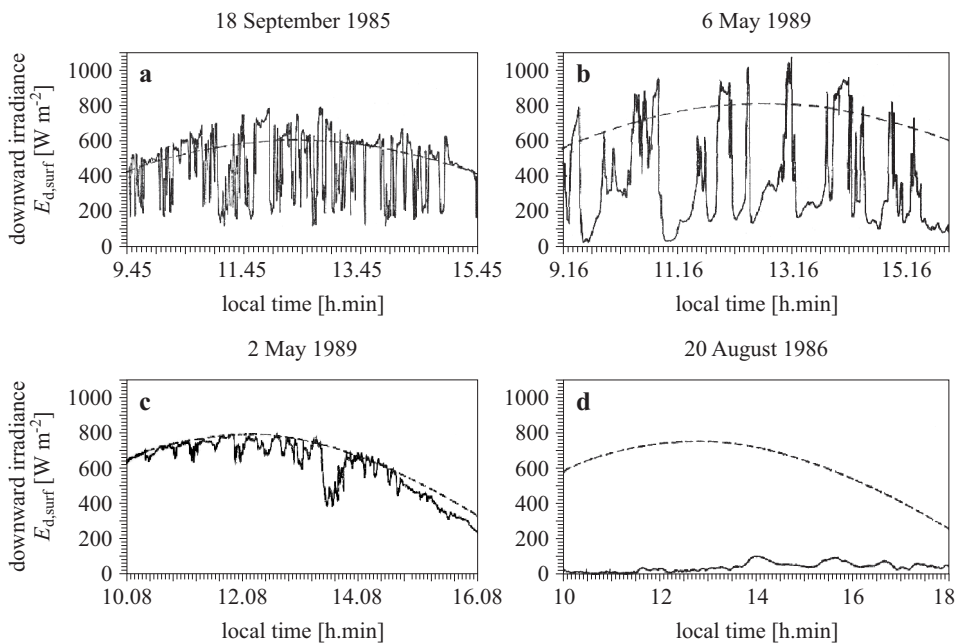 18 September 1985
6 May 1989
downward irradiance
E_d,surf [W m⁻²]
1000
800
600
400
200
0
a
9.45 11.45 13.45 15.45
local time [h.min]
1000
800
600
400
200
0
b
9.16 11.16 13.16 15.16
local time [h.min]
2 May 1989
20 August 1986
downward irradiance
E_d,surf [W m⁻²]
1000
800
600
400
200
0
c
10.08 12.08 14.08 16.08
local time [h.min]
1000
800
600
400
200
0
d
10 12 14 16 18
local time [h.min]